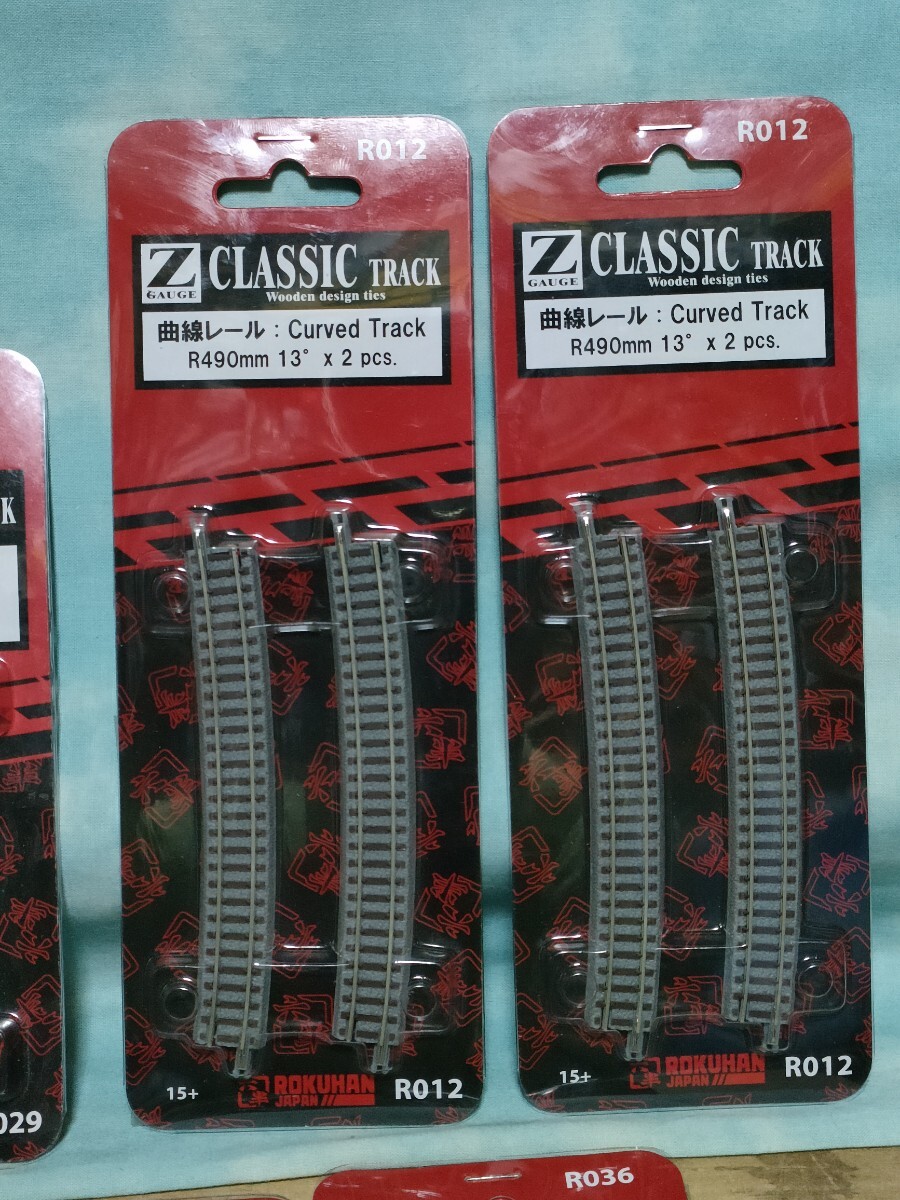 R012
Z
GAUGE
CLASSIC TRACK
Wooden design ties
曲線レール : Curved Track
R490mm 13° x 2 pcs.
15+
ROKUHAN
JAPAN
R012
R012
Z
GAUGE
CLASSIC TRACK
Wooden design ties
曲線レール : Curved Track
R490mm 13° x 2 pcs.
15+
ROKUHAN
JAPAN
R012
K
029
R036